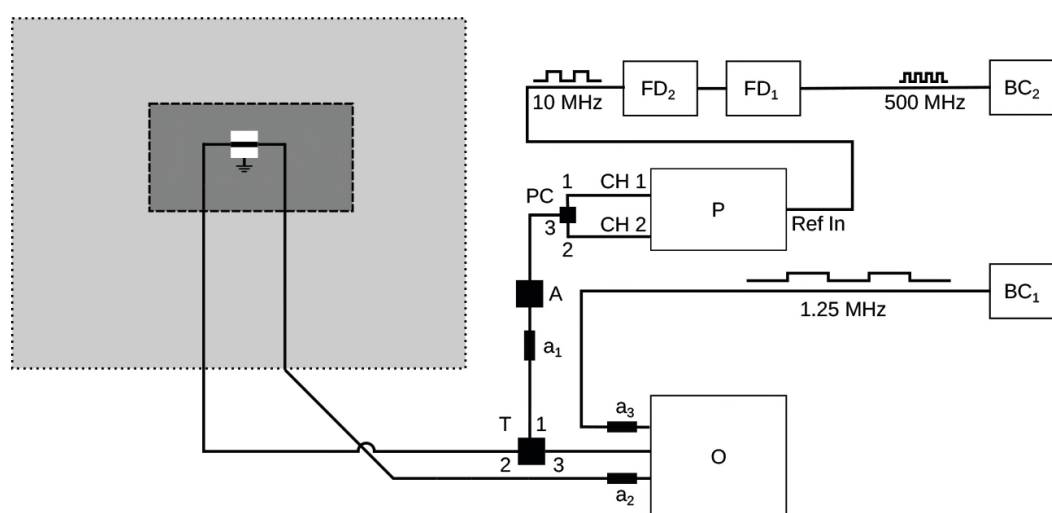 10 MHz
FD2
FD1
500 MHz
BC2
PC
1
3
2
CH 1
CH 2
P
Ref In
A
a1
1.25 MHz
BC1
T
1
2
3
a3
a2
O